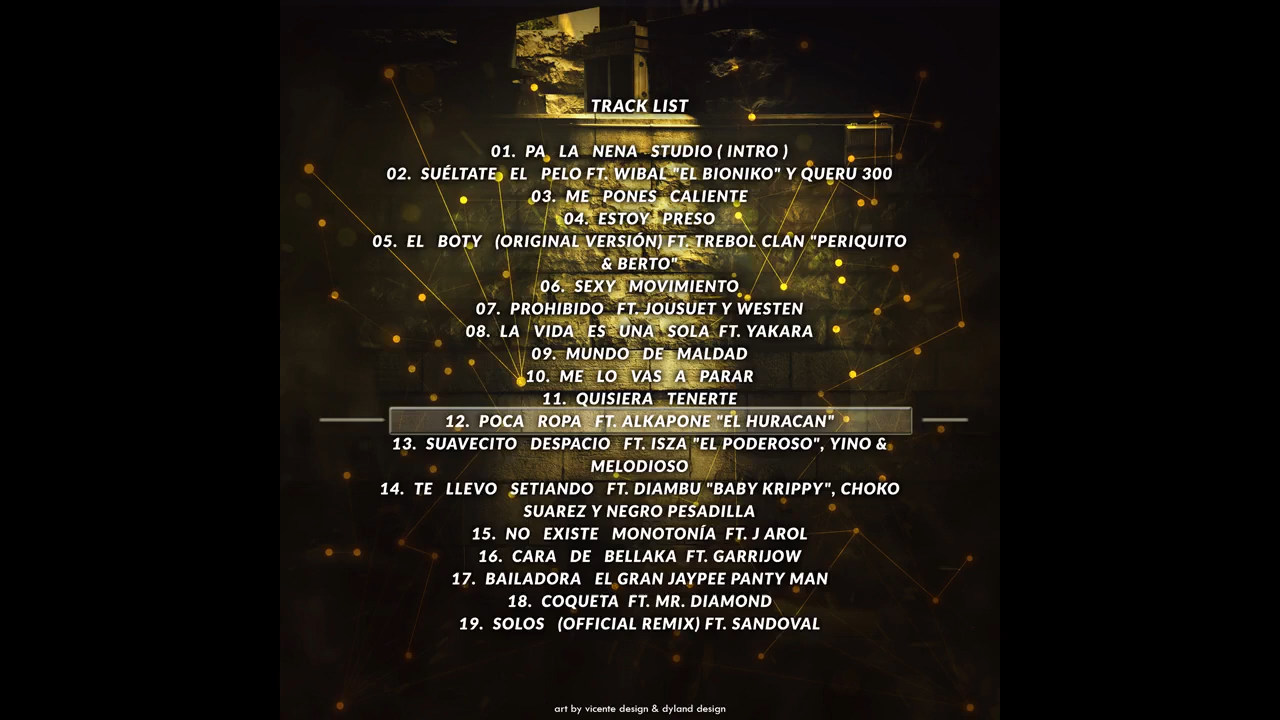 TRACK LIST
01. PA LA NENA STUDIO ( INTRO )
02. SUÉLTATE EL PELO FT. WIBAL "EL BIONIKO" Y QUERU 300
03. ME PONES CALIENTE
04. ESTOY PRESO
05. EL BOTY (ORIGINAL VERSIÓN) FT. TREBOL CLAN "PERIQUITO
& BERTO"
06. SEXY MOVIMIENTO
07. PROHIBIDO FT. JOUSUET Y WESTEN
08. LA VIDA ES UNA SOLA FT. YAKARA
09. MUNDO DE MALDAD
10. ME LO VAS A PARAR
11. QUISIERA TENERTE
12. POCA ROPA FT. ALKAPONE "EL HURACAN"
13. SUAVECITO DESPACIO FT. ISZA "EL PODEROSO", YINO &
MELODIOSO
14. TE LLEVO SETIANDO FT. DIAMBU "BABY KRIPPY", CHOKO
SUAREZ Y NEGRO PESADILLA
15. NO EXISTE MONOTONÍA FT. J AROL
16. CARA DE BELLAKA FT. GARRIJOW
17. BAILADORA EL GRAN JAYPEE PANTY MAN
18. COQUETA FT. MR. DIAMOND
19. SOLOS (OFFICIAL REMIX) FT. SANDOVAL
art by vicente design & dyland design